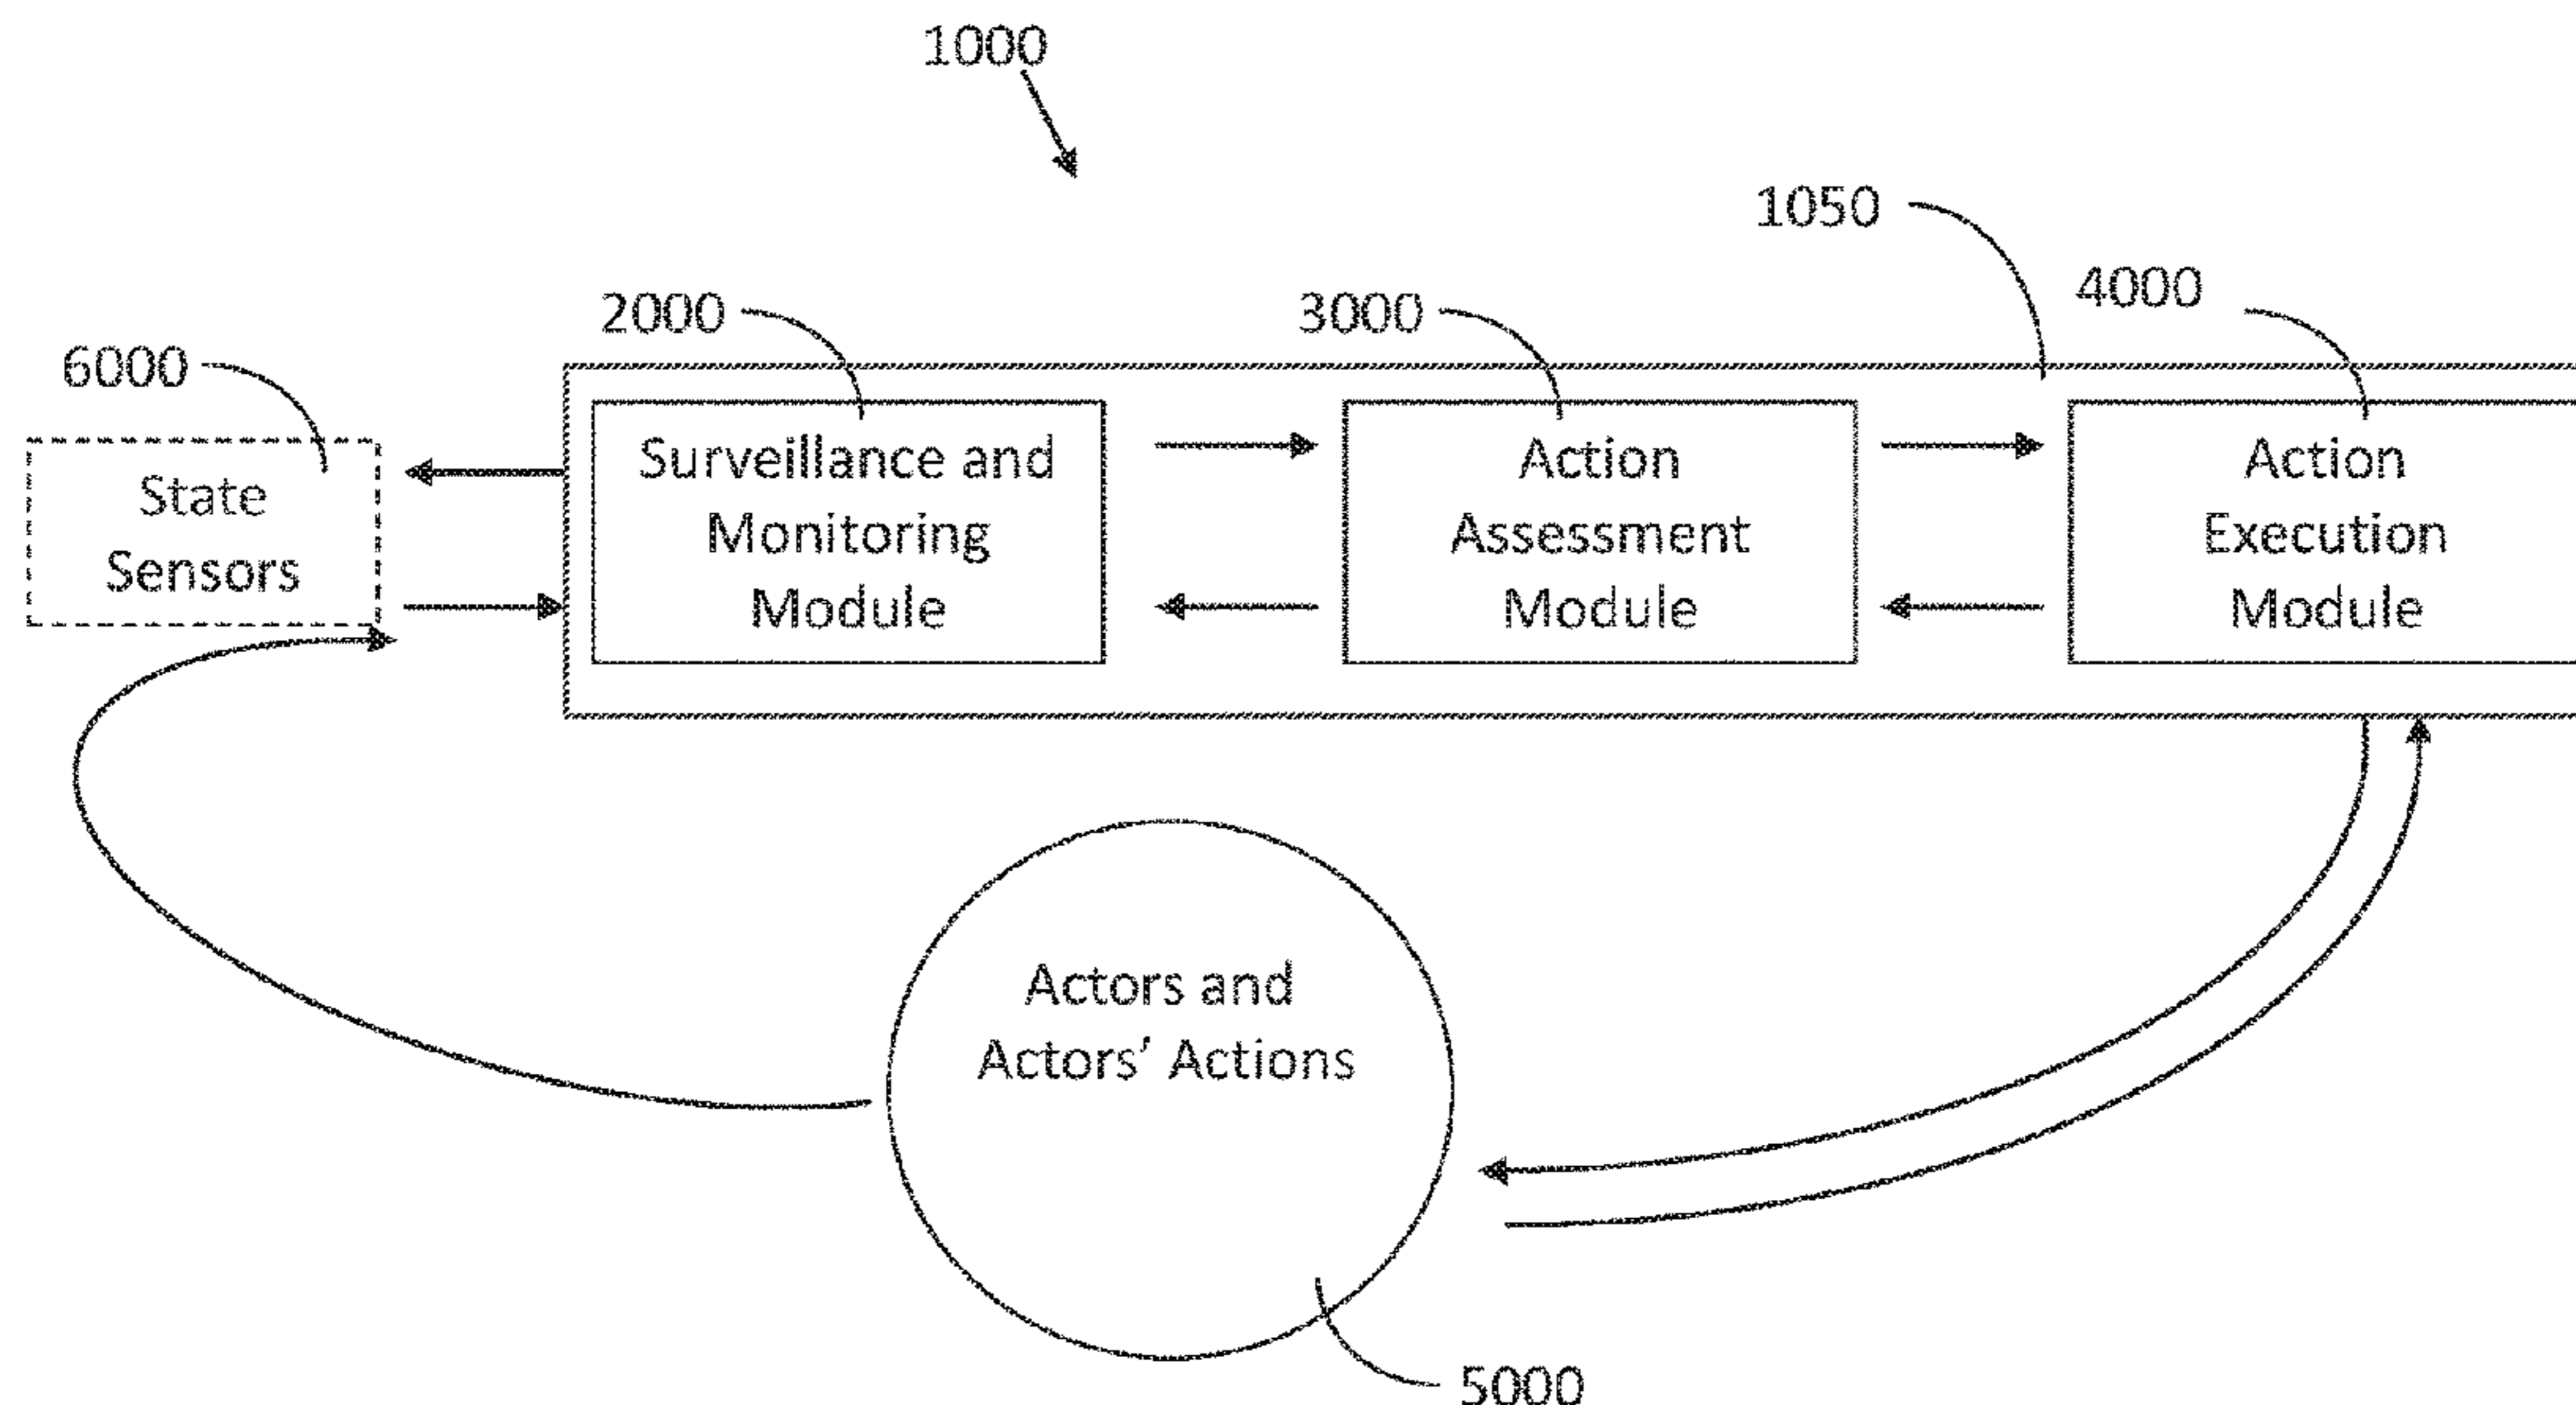 1000
1050
4000
2000
3000
6000
Surveillance and
Monitoring
Module
Action
Assessment
Module
Action
Execution
Module
State
Sensors
Actors and
Actors’ Actions
5000